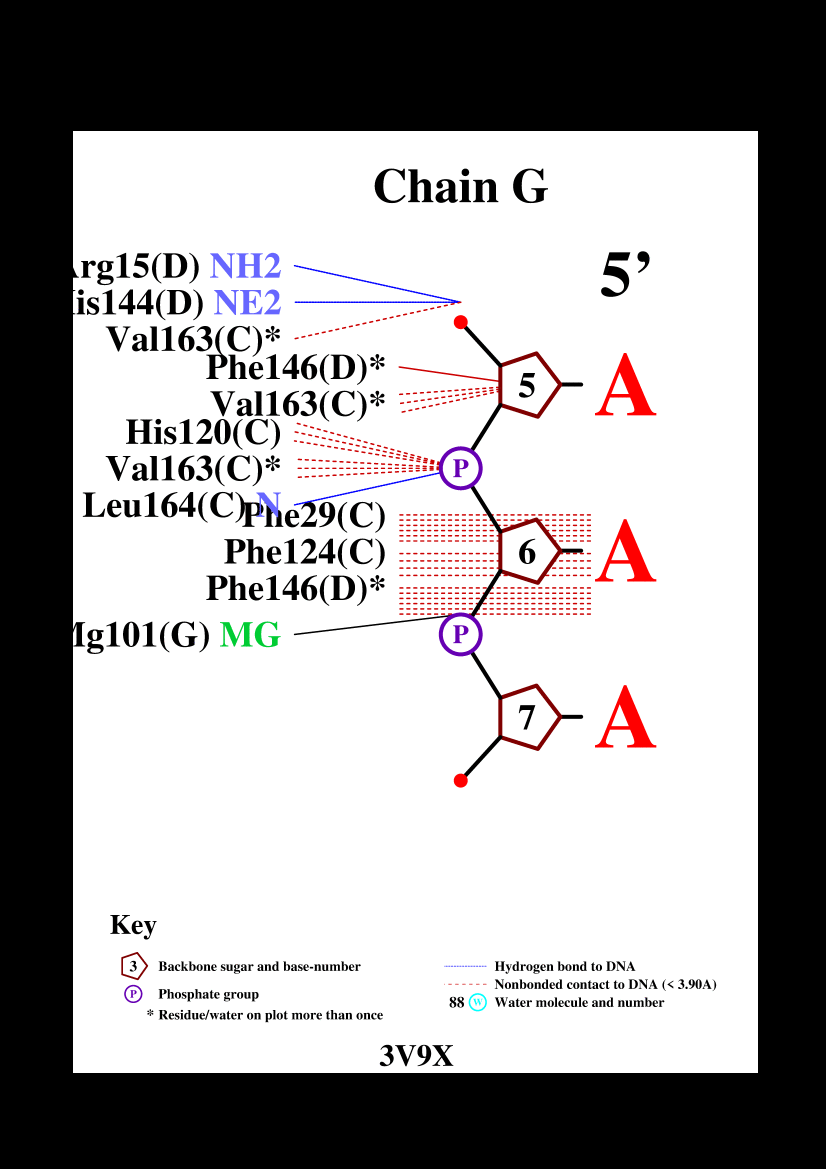 Chain G
5’
rg15(D) NH2
is144(D) NE2
Val163(C)*
Phe146(D)*
5 A
Val163(C)*
His120(C)
Val163(C)* P
Leu164(C) N
Phe29(C)
Phe124(C) 6 A
Phe146(D)*
Mg101(G) MG P
7 A
Key
3 Backbone sugar and base-number
P Phosphate group
* Residue/water on plot more than once
Hydrogen bond to DNA
Nonbonded contact to DNA (< 3.90A)
88 W Water molecule and number
3V9X